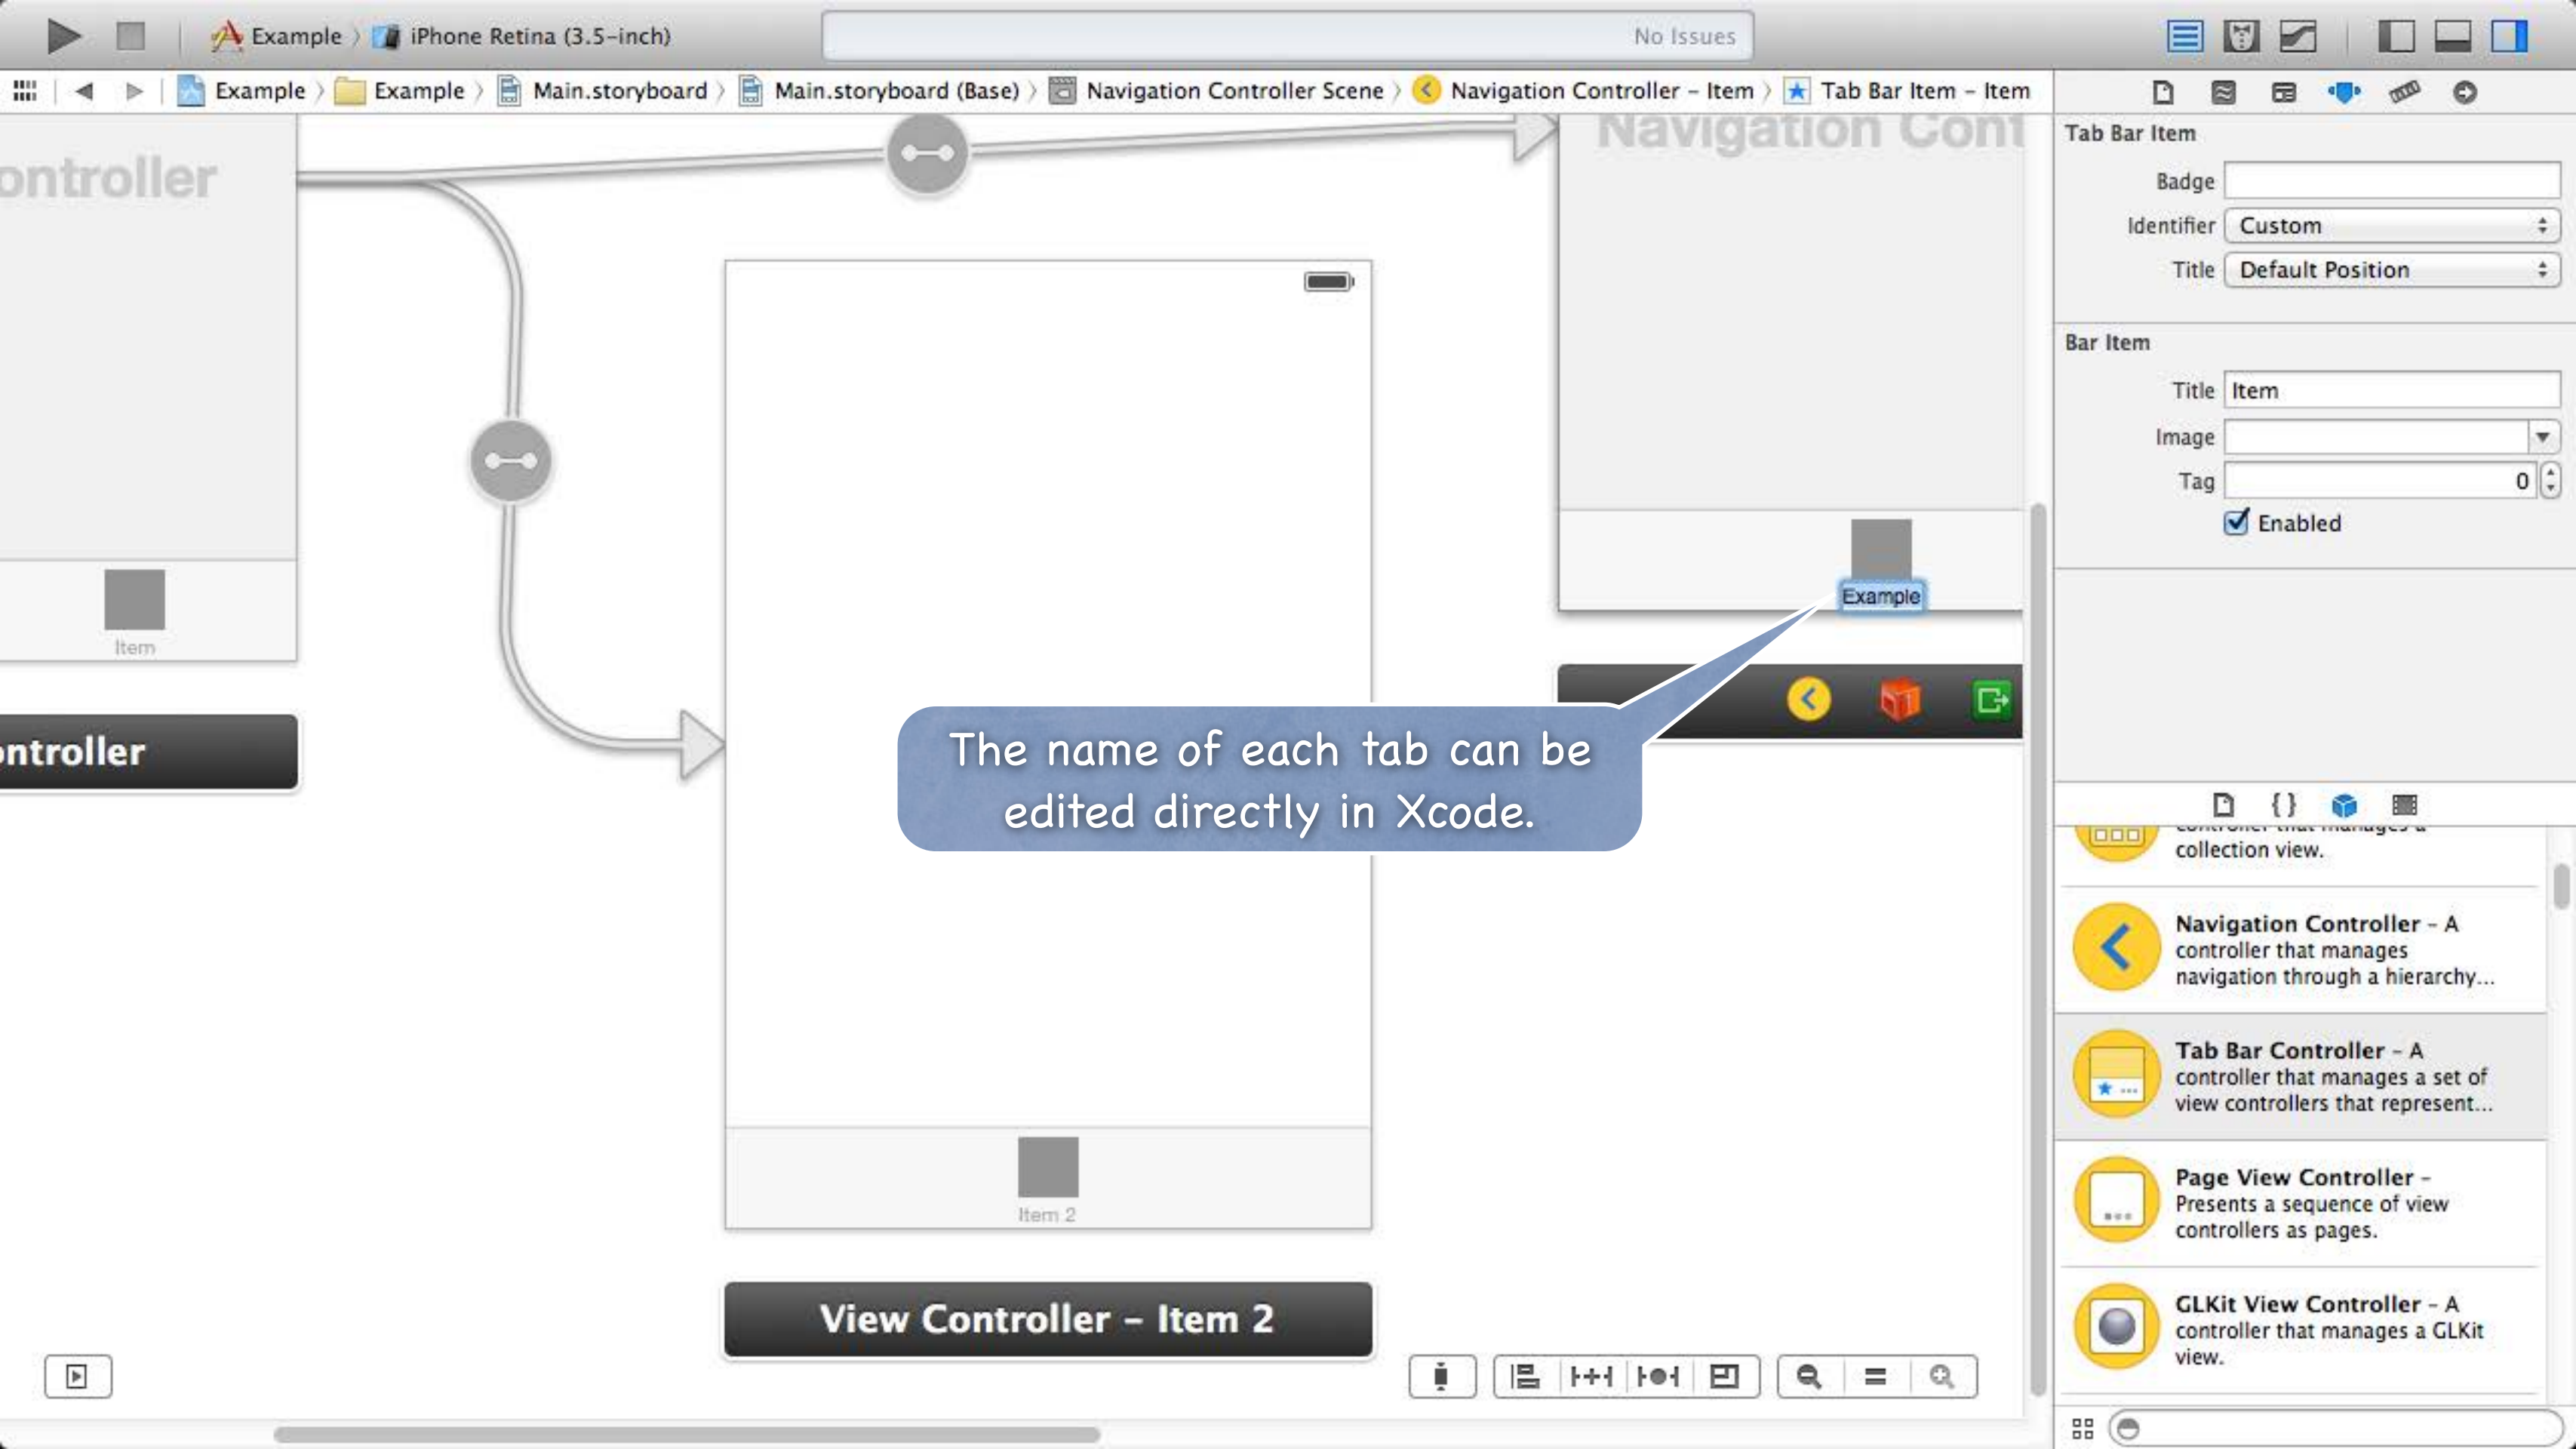 Example
iPhone Retina (3.5-inch)
No Issues
Example
Example
Main.storyboard
Main.storyboard (Base)
Navigation Controller Scene
Navigation Controller – Item
Tab Bar Item – Item
ontroller
Navigation Cont
Item
ontroller
Example
The name of each tab can be
edited directly in Xcode.
Item 2
View Controller – Item 2
Tab Bar Item
Badge
Identifier Custom
Title Default Position
Bar Item
Title Item
Image
Tag 0
Enabled
{ }
collection view.
Navigation Controller – A
controller that manages
navigation through a hierarchy...
Tab Bar Controller – A
controller that manages a set of
view controllers that represent...
Page View Controller –
Presents a sequence of view
controllers as pages.
GLKit View Controller – A
controller that manages a GLKit
view.